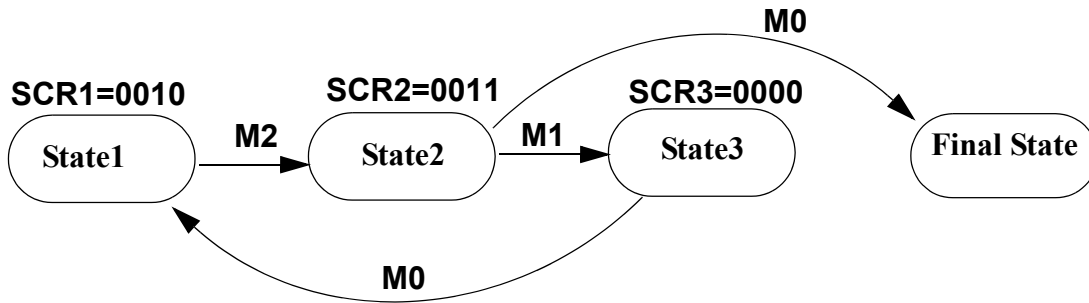 M0
SCR1=0010
SCR2=0011
SCR3=0000
State1
M2
State2
M1
State3
Final State
M0